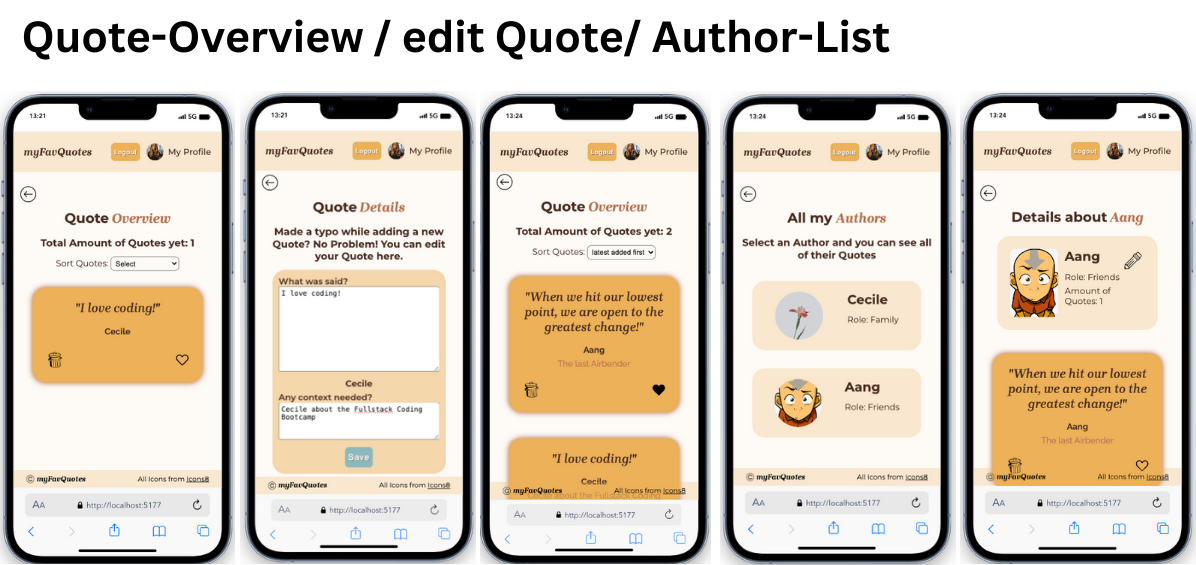 Quote-Overview / edit Quote/ Author-List
13:21
5G
myFavQuotes
Logout
My Profile
Quote Overview
Total Amount of Quotes yet: 1
Sort Quotes: Select
"I love coding!"
Cecile
© myFavQuotes
All Icons from Icons8
AA
http://localhost:5177
13:21
5G
myFavQuotes
Logout
My Profile
Quote Details
Made a typo while adding a new
Quote? No Problem! You can edit
your Quote here.
What was said?
I love coding!
Cecile
Any context needed?
Cecile about the Fullstack Coding
Bootcamp
Save
© myFavQuotes
All Icons from Icons8
AA
http://localhost:5177
13:24
5G
myFavQuotes
Logout
My Profile
Quote Overview
Total Amount of Quotes yet: 2
Sort Quotes: latest added first
"When we hit our lowest
point, we are open to the
greatest change!"
Aang
The last Airbender
"I love coding!"
Cecile
© myFavQuotes
All Icons from Icons8
Cecile about the Fullstack Coding
AA
http://localhost:5177
13:24
5G
myFavQuotes
Logout
My Profile
All my Authors
Select an Author and you can see all
of their Quotes
Cecile
Role: Family
Aang
Role: Friends
© myFavQuotes
All Icons from Icons8
AA
http://localhost:5177
13:24
5G
myFavQuotes
Logout
My Profile
Details about Aang
Aang
Role: Friends
Amount of
Quotes: 1
"When we hit our lowest
point, we are open to the
greatest change!"
Aang
The last Airbender
© myFavQuotes
All Icons from Icons8
AA
http://localhost:5177